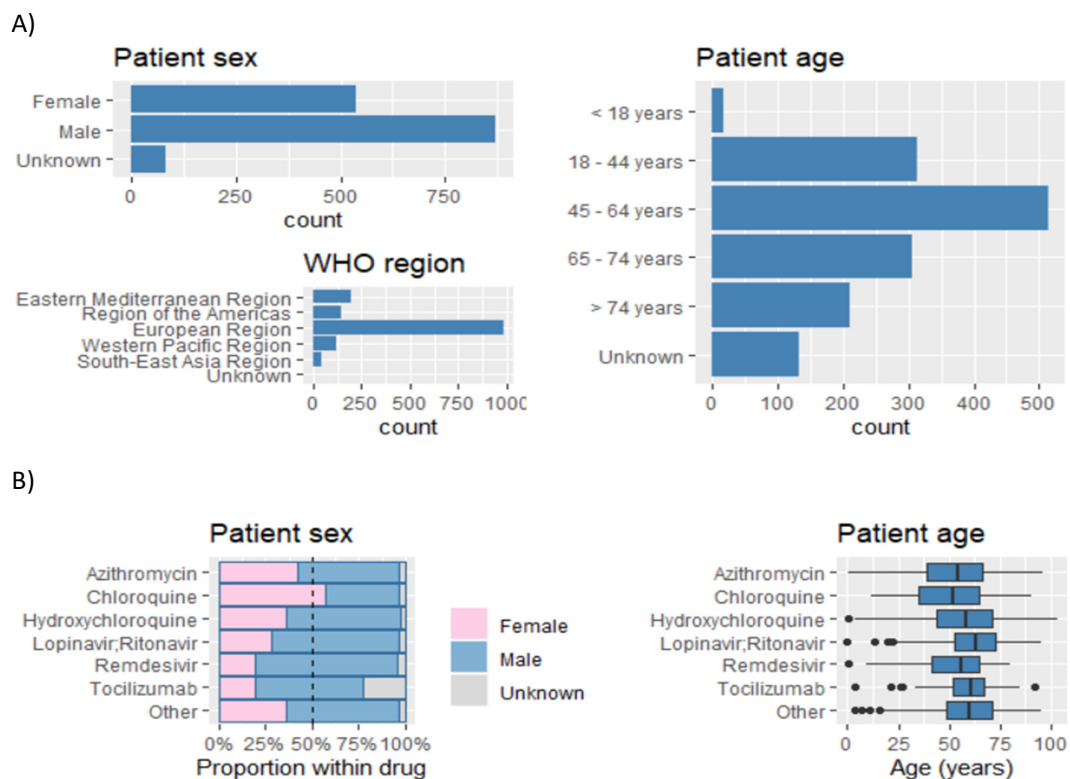 A)
Patient sex
Female
Male
Unknown
0 250 500 750
count
WHO region
Eastern Mediterranean Region
Region of the Americas
European Region
Western Pacific Region
South-East Asia Region
Unknown
0 250 500 750 1000
count
Patient age
< 18 years
18 - 44 years
45 - 64 years
65 - 74 years
> 74 years
Unknown
0 100 200 300 400 500
count
B)
Patient sex
Azithromycin
Chloroquine
Hydroxychloroquine
Lopinavir;Ritonavir
Remdesivir
Tocilizumab
Other
0% 25% 50% 75% 100%
Proportion within drug
Female
Male
Unknown
Patient age
Azithromycin
Chloroquine
Hydroxychloroquine
Lopinavir;Ritonavir
Remdesivir
Tocilizumab
Other
0 25 50 75 100
Age (years)